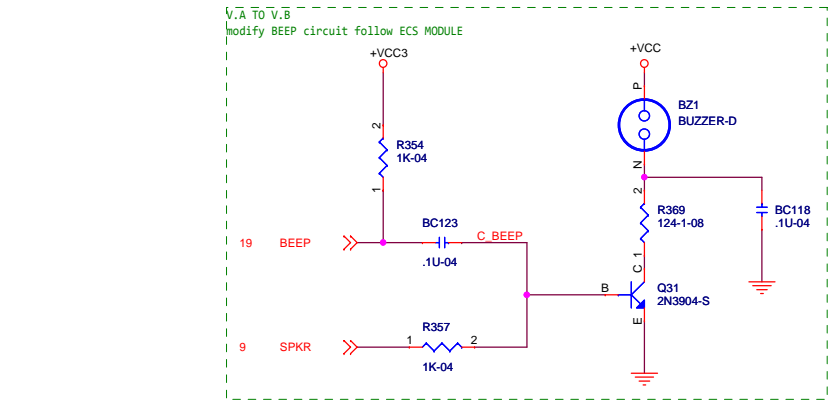 V.A TO V.B
modify BEEP circuit follow ECS MODULE
+VCC3
+VCC
P
BZ1
BUZZER-D
N
2
R354
1K-04
1
2
R369
124-1-08
1
BC118
.1U-04
19 BEEP
BC123
.1U-04
C_BEEP
C
B
Q31
2N3904-S
E
9 SPKR
1
R357
2
1K-04